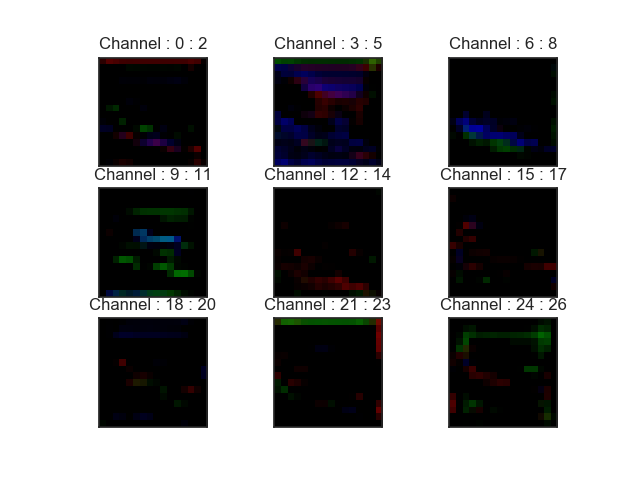 Channel : 0 : 2
Channel : 3 : 5
Channel : 6 : 8
Channel : 9 : 11
Channel : 12 : 14
Channel : 15 : 17
Channel : 18 : 20
Channel : 21 : 23
Channel : 24 : 26